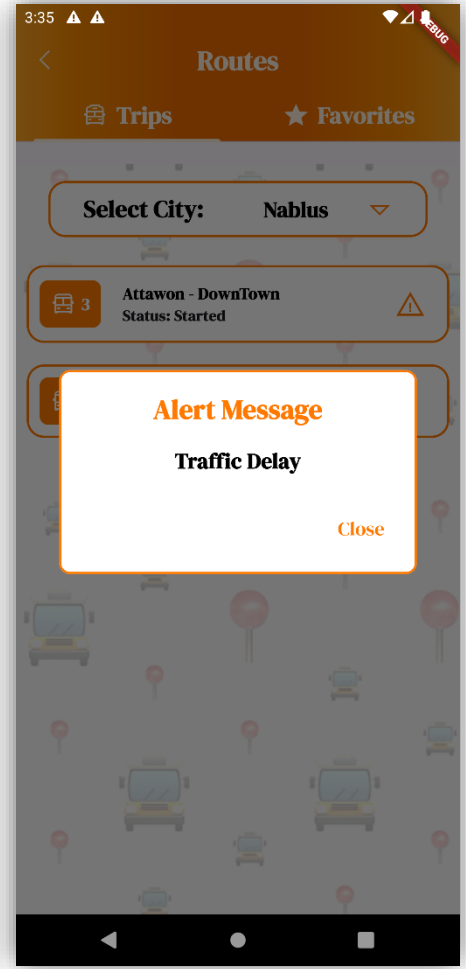 3:35
DEBUG
Routes
Trips
Favorites
Select City: Nablus
3
Attawon - DownTown
Status: Started
Alert Message
Traffic Delay
Close